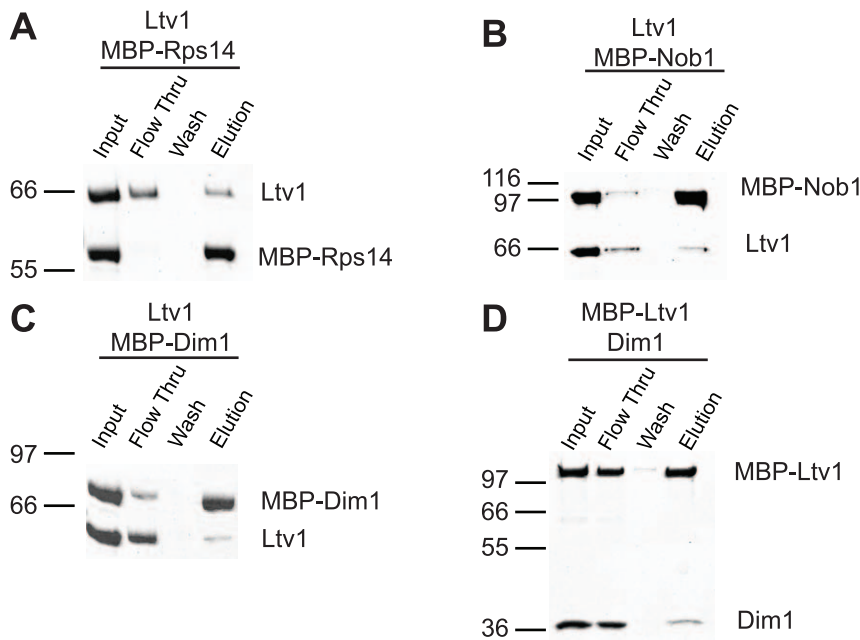 A
Ltv1
MBP-Rps14
Input
Flow Thru
Wash
Elution
66
Ltv1
MBP-Rps14
55
B
Ltv1
MBP-Nob1
Input
Flow Thru
Wash
Elution
116
97
MBP-Nob1
66
Ltv1
C
Ltv1
MBP-Dim1
Input
Flow Thru
Wash
Elution
97
66
MBP-Dim1
Ltv1
D
MBP-Ltv1
Dim1
Input
Flow Thru
Wash
Elution
97
MBP-Ltv1
66
55
36
Dim1